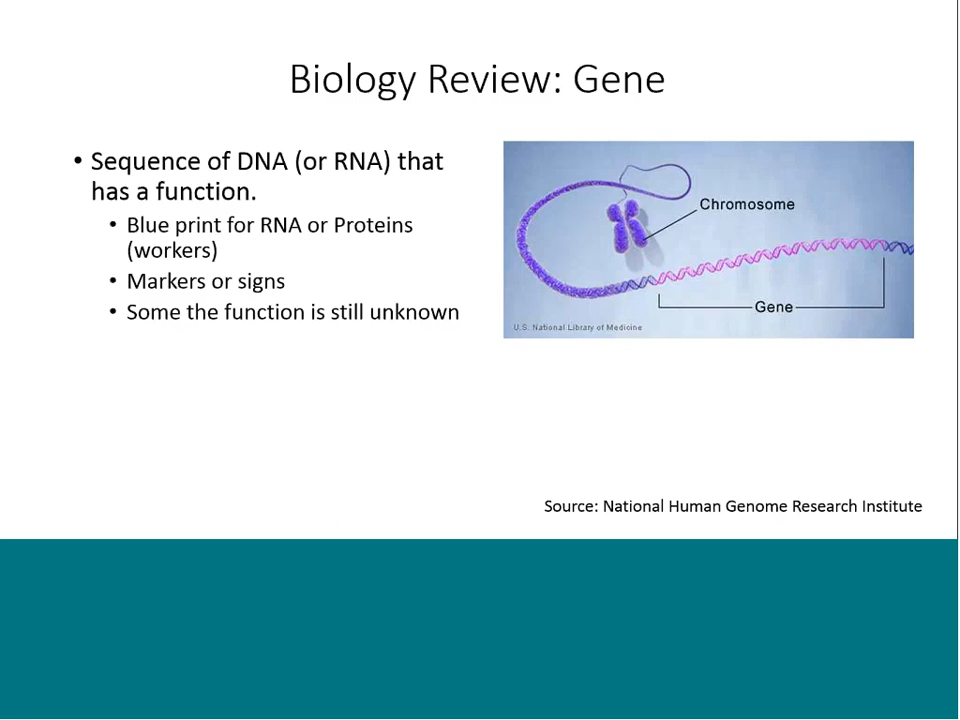 Biology Review: Gene
• Sequence of DNA (or RNA) that
has a function.
• Blue print for RNA or Proteins
(workers)
• Markers or signs
• Some the function is still unknown
Chromosome
Gene
U.S. National Library of Medicine
Source: National Human Genome Research Institute